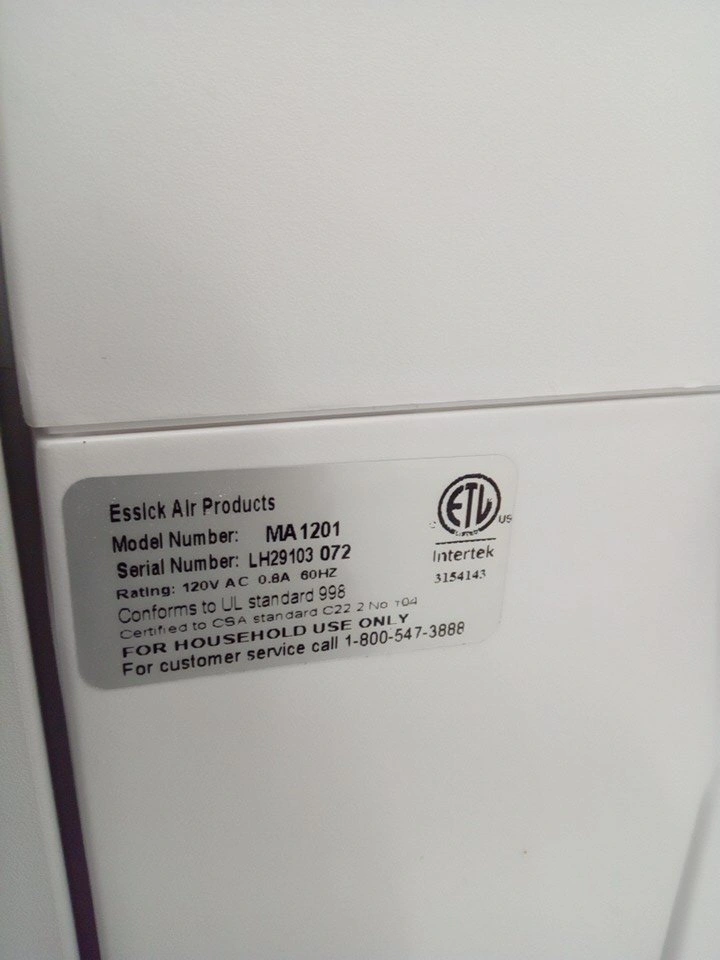 Essick Air Products
Model Number: MA1201
Serial Number: LH29103 072
Rating: 120V AC 0.8A 60HZ
Conforms to UL standard 998
Certified to CSA standard C22 2 No 104
FOR HOUSEHOLD USE ONLY
For customer service call 1-800-547-3888
ETL
US
Intertek
3154143